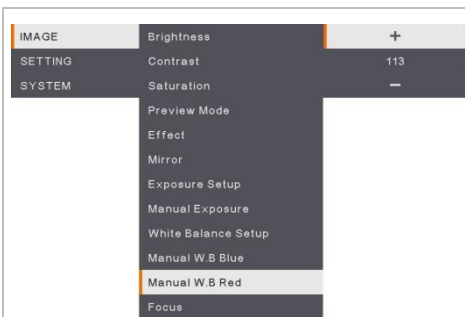 IMAGE
SETTING
SYSTEM
Brightness
Contrast
Saturation
Preview Mode
Effect
Mirror
Exposure Setup
Manual Exposure
White Balance Setup
Manual W.B Blue
Manual W.B Red
Focus
+
113
−